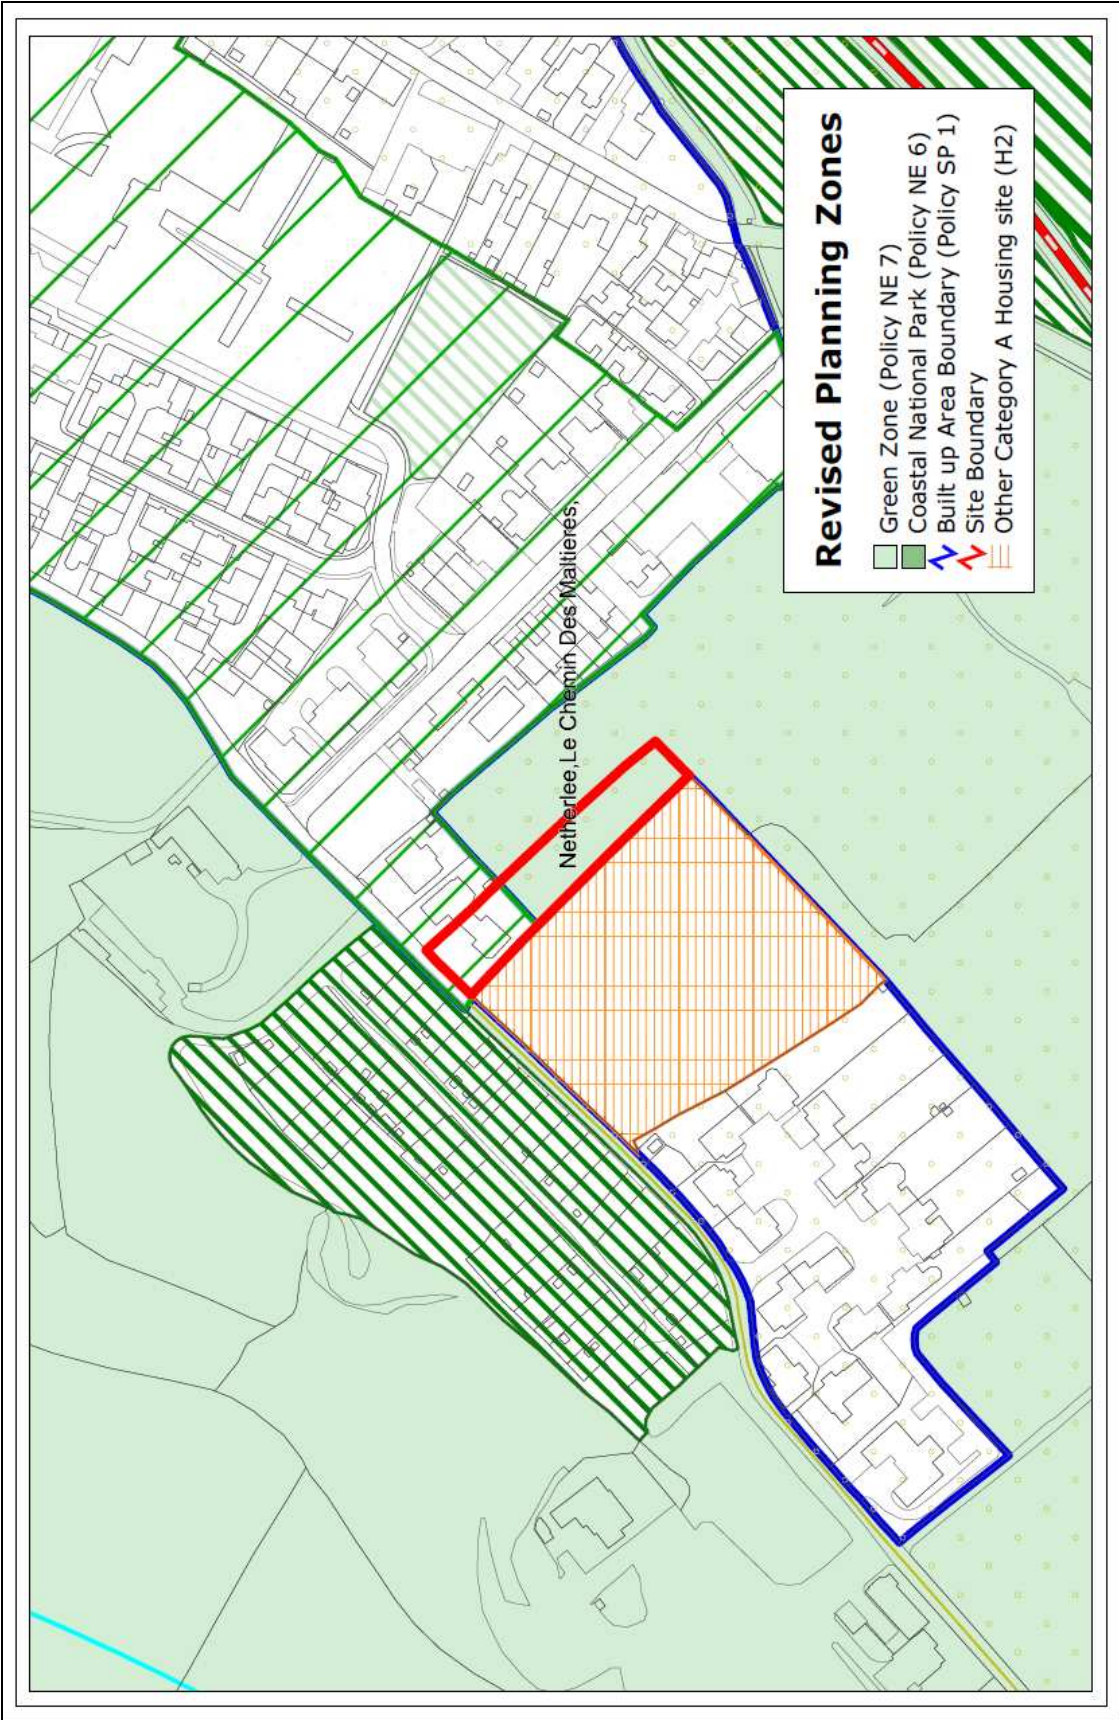 Netherlee,Le Chemin Des Maltieres,
Revised Planning Zones
Green Zone (Policy NE 7)
Coastal National Park (Policy NE 6)
Built up Area Boundary (Policy SP 1)
Site Boundary
Other Category A Housing site (H2)